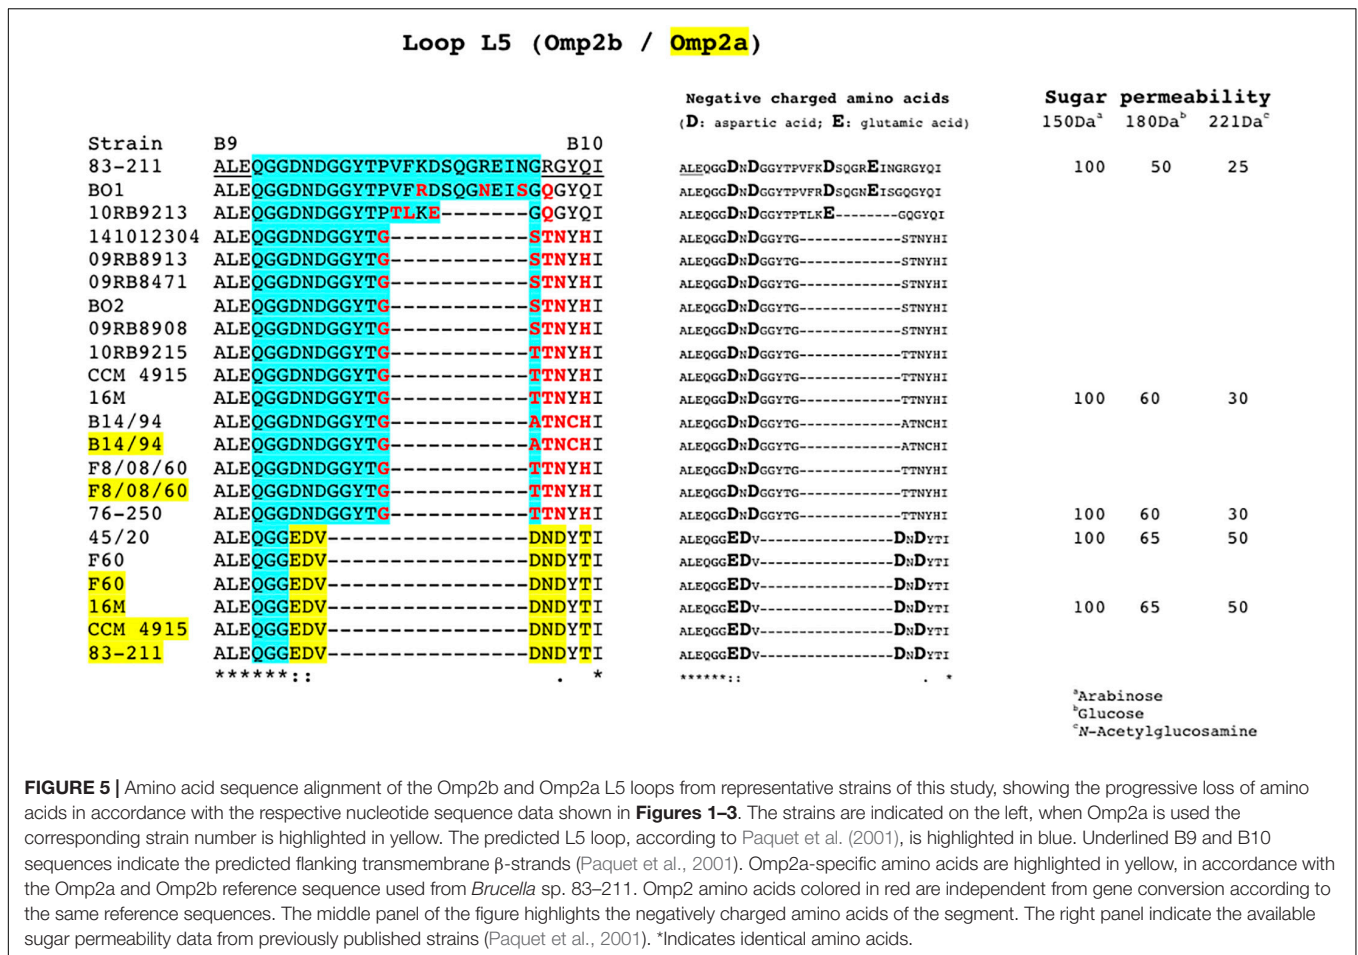 Loop L5 (Omp2b / Omp2a)
Negative charged amino acids
(D: aspartic acid; E: glutamic acid)
Sugar permeability
150Daa 180Dab 221Dac
Strain B9 B10
83-211 ALEQGGDNDGGYTPVFKDSQGREINGRGYQI ALEQGGDNDGGYTPVFKDSQGREINGRGYQI 100 50 25
BO1 ALEQGGDNDGGYTPVFRDSQGNEISGQGYQI ALEQGGDNDGGYTPVFRDSQGNEISGQGYQI
10RB9213 ALEQGGDNDGGYTPTLKE--------GQGYQI ALEQGGDNDGGYTPTLKE--------GQGYQI
141012304 ALEQGGDNDGGYTG------------STNYHI ALEQGGDNDGGYTG------------STNYHI
09RB8913 ALEQGGDNDGGYTG------------STNYHI ALEQGGDNDGGYTG------------STNYHI
09RB8471 ALEQGGDNDGGYTG------------STNYHI ALEQGGDNDGGYTG------------STNYHI
BO2 ALEQGGDNDGGYTG------------STNYHI ALEQGGDNDGGYTG------------STNYHI
09RB8908 ALEQGGDNDGGYTG------------STNYHI ALEQGGDNDGGYTG------------STNYHI
10RB9215 ALEQGGDNDGGYTG------------TTNYHI ALEQGGDNDGGYTG------------TTNYHI
CCM 4915 ALEQGGDNDGGYTG------------TTNYHI ALEQGGDNDGGYTG------------TTNYHI
16M ALEQGGDNDGGYTG------------TTNYHI ALEQGGDNDGGYTG------------TTNYHI 100 60 30
B14/94 ALEQGGDNDGGYTG------------ATNCHI ALEQGGDNDGGYTG------------ATNCHI
B14/94 ALEQGGDNDGGYTG------------ATNCHI ALEQGGDNDGGYTG------------ATNCHI
F8/08/60 ALEQGGDNDGGYTG------------TTNYHI ALEQGGDNDGGYTG------------TTNYHI
F8/08/60 ALEQGGDNDGGYTG------------TTNYHI ALEQGGDNDGGYTG------------TTNYHI
76-250 ALEQGGDNDGGYTG------------TTNYHI ALEQGGDNDGGYTG------------TTNYHI 100 60 30
45/20 ALEQGGEDV-----------------DNDYTI ALEQGGEDV-----------------DNDYTI 100 65 50
F60 ALEQGGEDV-----------------DNDYTI ALEQGGEDV-----------------DNDYTI
F60 ALEQGGEDV-----------------DNDYTI ALEQGGEDV-----------------DNDYTI
16M ALEQGGEDV-----------------DNDYTI ALEQGGEDV-----------------DNDYTI 100 65 50
CCM 4915 ALEQGGEDV-----------------DNDYTI ALEQGGEDV-----------------DNDYTI
83-211 ALEQGGEDV-----------------DNDYTI ALEQGGEDV-----------------DNDYTI
******:: . * ******:: . *
aArabinose
bGlucose
cN-Acetylglucosamine
FIGURE 5 | Amino acid sequence alignment of the Omp2b and Omp2a L5 loops from representative strains of this study, showing the progressive loss of amino
acids in accordance with the respective nucleotide sequence data shown in Figures 1–3. The strains are indicated on the left, when Omp2a is used the
corresponding strain number is highlighted in yellow. The predicted L5 loop, according to Paquet et al. (2001), is highlighted in blue. Underlined B9 and B10
sequences indicate the predicted flanking transmembrane β-strands (Paquet et al., 2001). Omp2a-specific amino acids are highlighted in yellow, in accordance with
the Omp2a and Omp2b reference sequence used from Brucella sp. 83–211. Omp2 amino acids colored in red are independent from gene conversion according to
the same reference sequences. The middle panel of the figure highlights the negatively charged amino acids of the segment. The right panel indicate the available
sugar permeability data from previously published strains (Paquet et al., 2001). *Indicates identical amino acids.